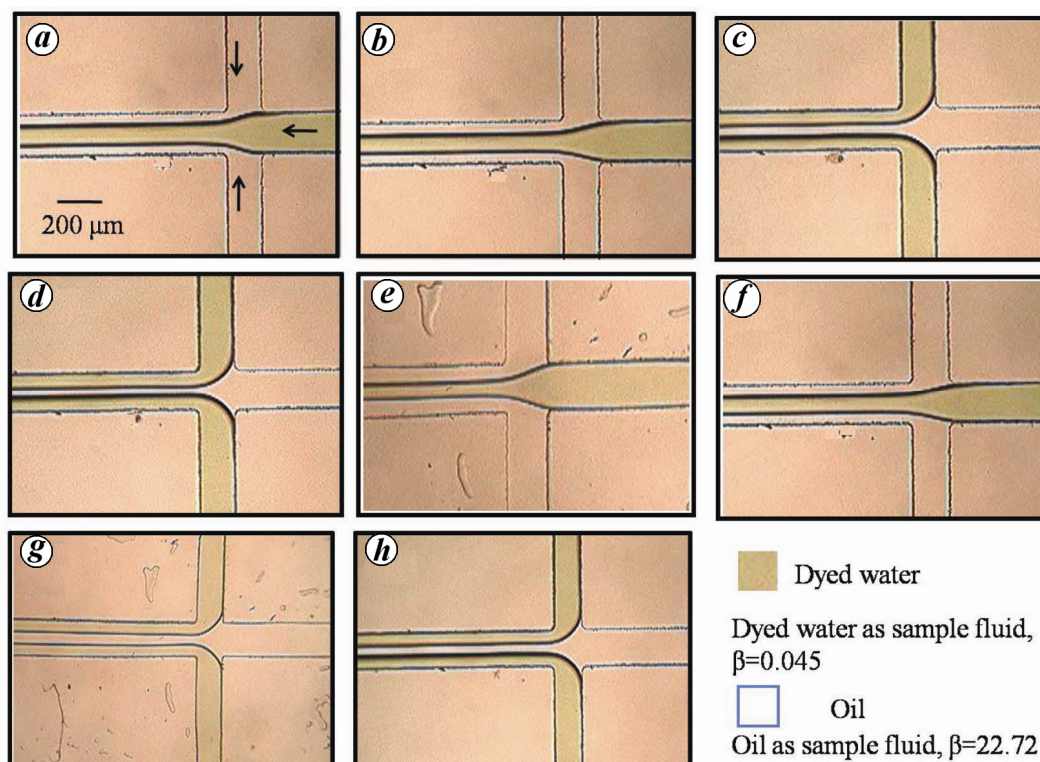 a
b
c
200 μm
d
e
f
g
h
Dyed water
Dyed water as sample fluid,
β=0.045
Oil
Oil as sample fluid, β=22.72